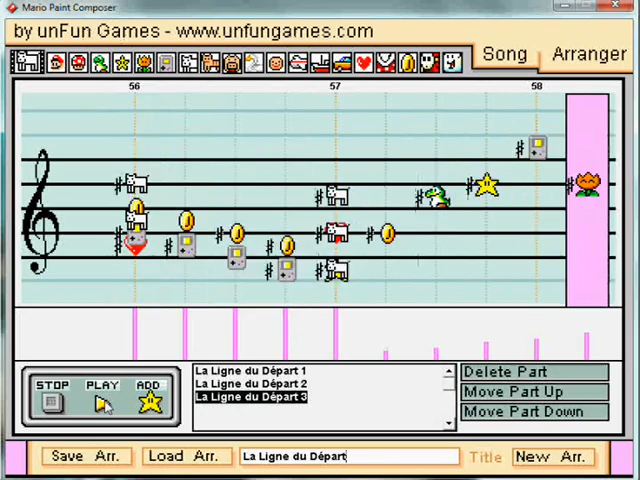 Mario Paint Composer
by unFun Games - www.unfungames.com
Song Arranger
56 57 58
STOP PLAY ADD
La Ligne du Départ 1
La Ligne du Départ 2
La Ligne du Départ 3
Delete Part
Move Part Up
Move Part Down
Save Arr. Load Arr. La Ligne du Départ Title New Arr.